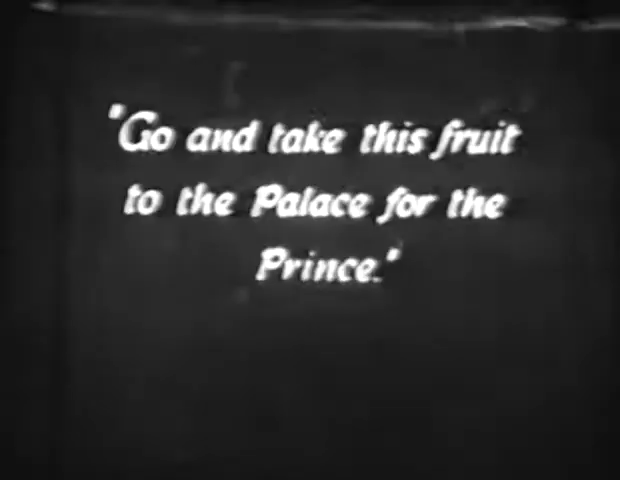 "Go and take this fruit
to the Palace for the
Prince."